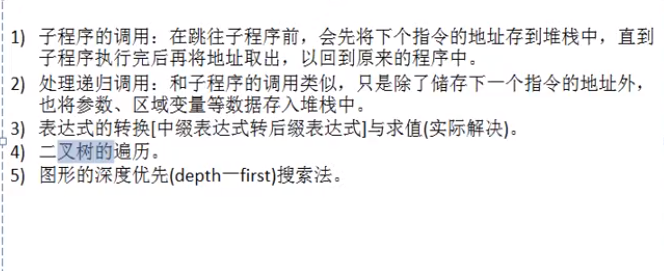 1) 子程序的调用：在跳往子程序前，会先将下个指令的地址存到堆栈中，直到
子程序执行完后再将地址取出，以回到原来的程序中。
2) 处理递归调用：和子程序的调用类似，只是除了储存下一个指令的地址外，
也将参数、区域变量等数据存入堆栈中。
3) 表达式的转换[中缀表达式转后缀表达式]与求值(实际解决)。
4) 二叉树的遍历。
5) 图形的深度优先(depth一first)搜索法。